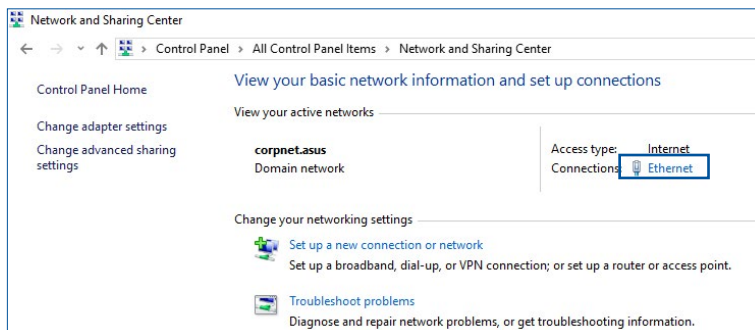 Network and Sharing Center
Control Panel > All Control Panel Items > Network and Sharing Center
Control Panel Home
Change adapter settings
Change advanced sharing
settings
View your basic network information and set up connections
View your active networks
corpnet.asus
Domain network
Access type: Internet
Connections: Ethernet
Change your networking settings
Set up a new connection or network
Set up a broadband, dial-up, or VPN connection; or set up a router or access point.
Troubleshoot problems
Diagnose and repair network problems, or get troubleshooting information.